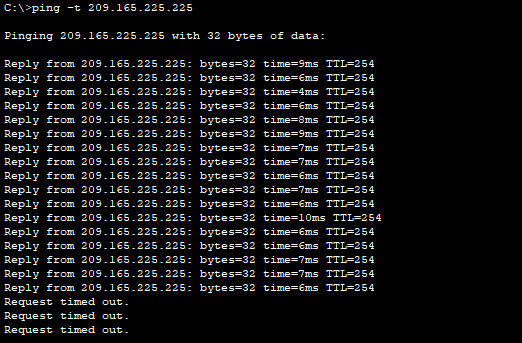 C:\>ping -t 209.165.225.225
Pinging 209.165.225.225 with 32 bytes of data:
Reply from 209.165.225.225: bytes=32 time=9ms TTL=254
Reply from 209.165.225.225: bytes=32 time=6ms TTL=254
Reply from 209.165.225.225: bytes=32 time=4ms TTL=254
Reply from 209.165.225.225: bytes=32 time=6ms TTL=254
Reply from 209.165.225.225: bytes=32 time=8ms TTL=254
Reply from 209.165.225.225: bytes=32 time=9ms TTL=254
Reply from 209.165.225.225: bytes=32 time=7ms TTL=254
Reply from 209.165.225.225: bytes=32 time=7ms TTL=254
Reply from 209.165.225.225: bytes=32 time=6ms TTL=254
Reply from 209.165.225.225: bytes=32 time=7ms TTL=254
Reply from 209.165.225.225: bytes=32 time=6ms TTL=254
Reply from 209.165.225.225: bytes=32 time=10ms TTL=254
Reply from 209.165.225.225: bytes=32 time=6ms TTL=254
Reply from 209.165.225.225: bytes=32 time=6ms TTL=254
Reply from 209.165.225.225: bytes=32 time=7ms TTL=254
Reply from 209.165.225.225: bytes=32 time=7ms TTL=254
Reply from 209.165.225.225: bytes=32 time=6ms TTL=254
Request timed out.
Request timed out.
Request timed out.